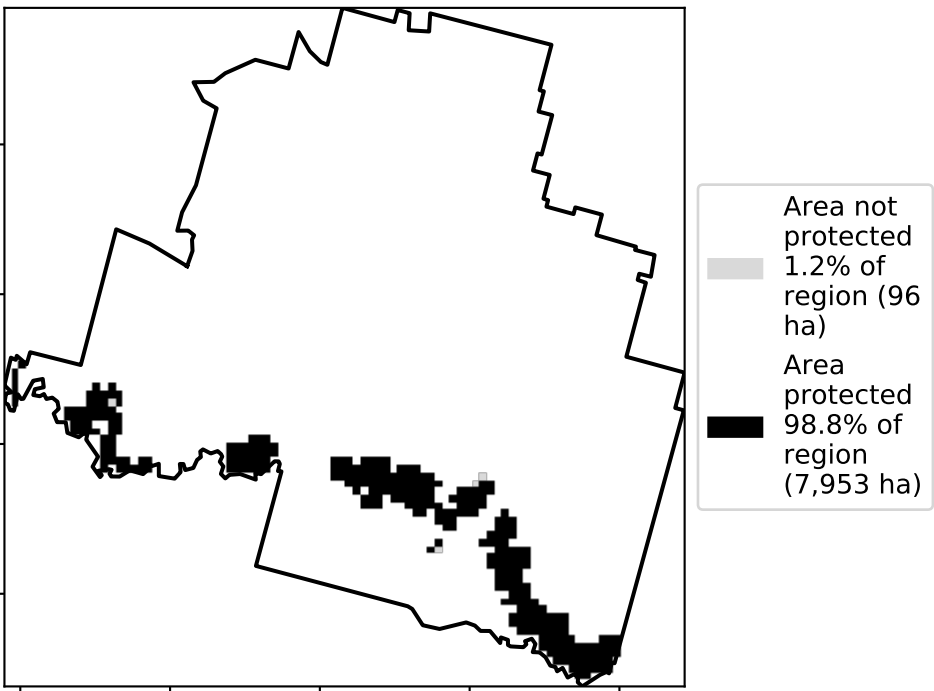 Area not
protected
1.2% of
region (96
ha)
Area
protected
98.8% of
region
(7,953 ha)